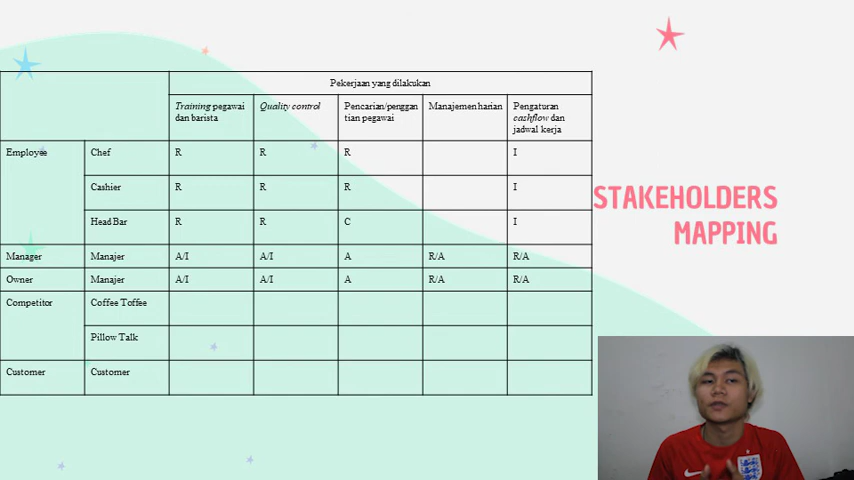 Pekerjaan yang dilakukan
Training pegawai
dan barista
Quality control
Pencarian/penggan
tian pegawai
Manajemen harian
Pengaturan
cashflow dan
jadwal kerja
Employee
Chef
R
R
R
I
Cashier
R
R
R
I
Head Bar
R
R
C
I
Manager
Manajer
A/I
A/I
A
R/A
R/A
Owner
Manajer
A/I
A/I
A
R/A
R/A
Competitor
Coffee Toffee
Pillow Talk
Customer
Customer
STAKEHOLDERS
MAPPING